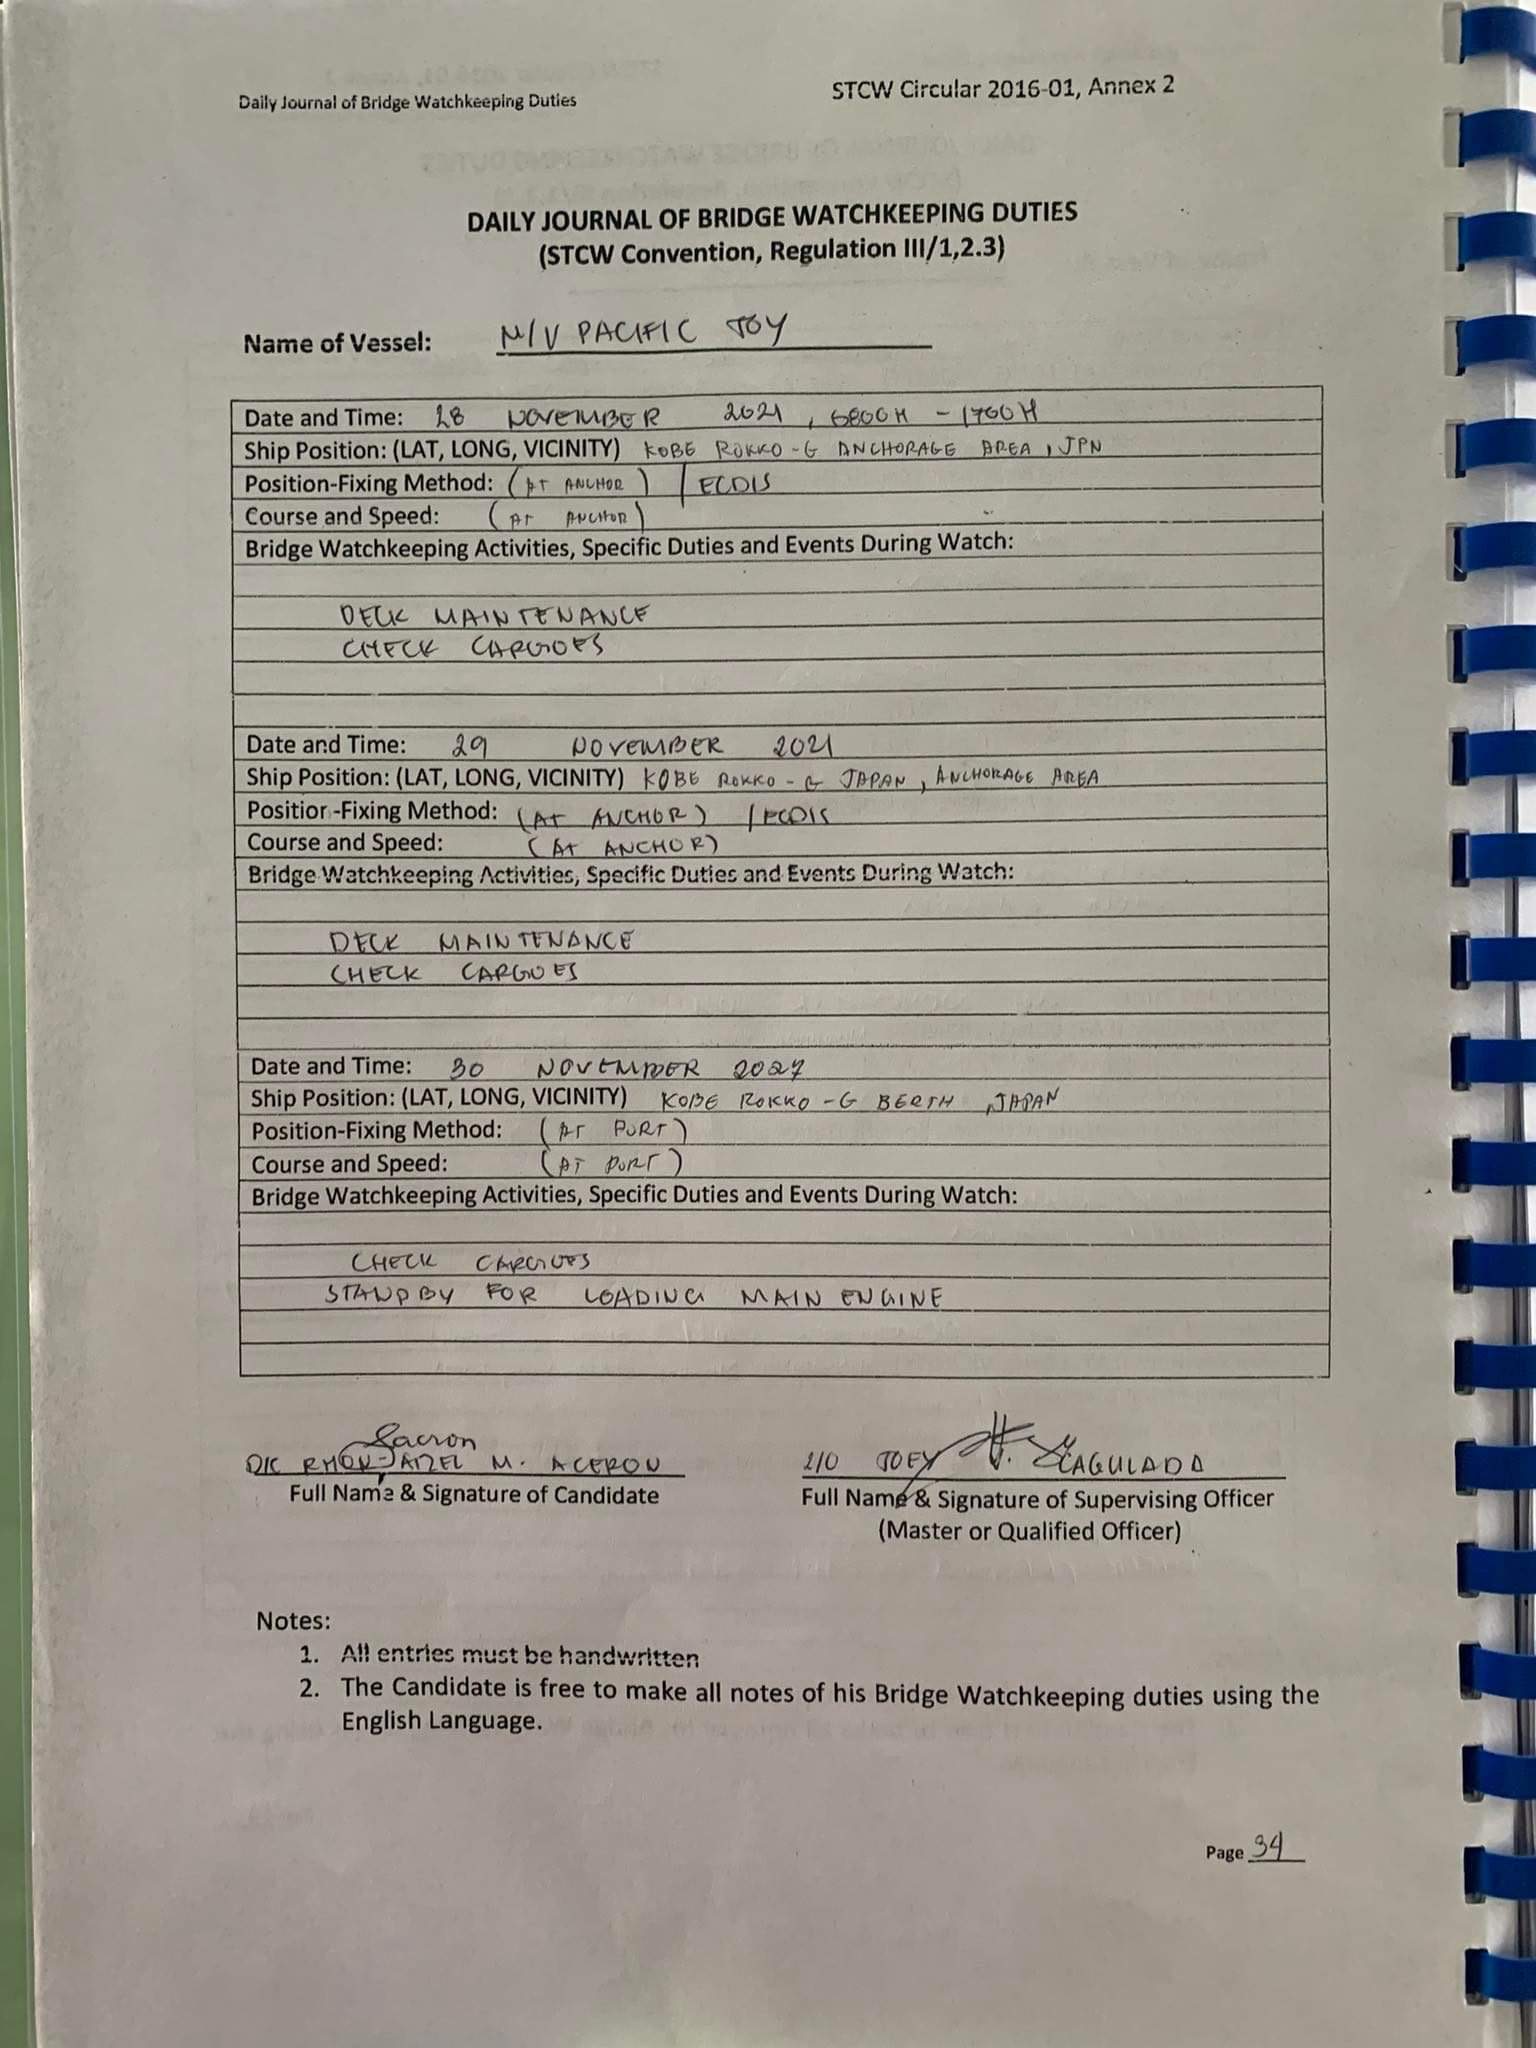 Daily Journal of Bridge Watchkeeping Duties
STCW Circular 2016-01, Annex 2
DAILY JOURNAL OF BRIDGE WATCHKEEPING DUTIES
(STCW Convention, Regulation III/1,2.3)
Name of Vessel: M/V PACIFIC JOY
Date and Time: 28 NOVEMBER 2021, 0800H - 1700H
Ship Position: (LAT, LONG, VICINITY) KOBE ROKKO-G ANCHORAGE AREA, JPN
Position-Fixing Method: (AT ANCHOR) / ECDIS
Course and Speed: (AT ANCHOR)
Bridge Watchkeeping Activities, Specific Duties and Events During Watch:
DECK MAINTENANCE
CHECK CARGOES
Date and Time: 29 NOVEMBER 2021
Ship Position: (LAT, LONG, VICINITY) KOBE ROKKO-G JAPAN, ANCHORAGE AREA
Position-Fixing Method: (AT ANCHOR) / ECDIS
Course and Speed: (AT ANCHOR)
Bridge Watchkeeping Activities, Specific Duties and Events During Watch:
DECK MAINTENANCE
CHECK CARGOES
Date and Time: 30 NOVEMBER
Ship Position: (LAT, LONG, VICINITY) KOBE ROKKO-G BERTH, JAPAN
Position-Fixing Method: (AT PORT)
Course and Speed: (AT PORT)
Bridge Watchkeeping Activities, Specific Duties and Events During Watch:
CHECK CARGOES
STANDBY FOR LOADING MAIN ENGINE
M. ACERON
2/O JOEY CAGULADA
Full Name & Signature of Candidate
Full Name & Signature of Supervising Officer
(Master or Qualified Officer)
Notes:
1. All entries must be handwritten
2. The Candidate is free to make all notes of his Bridge Watchkeeping duties using the
English Language.
Page 34